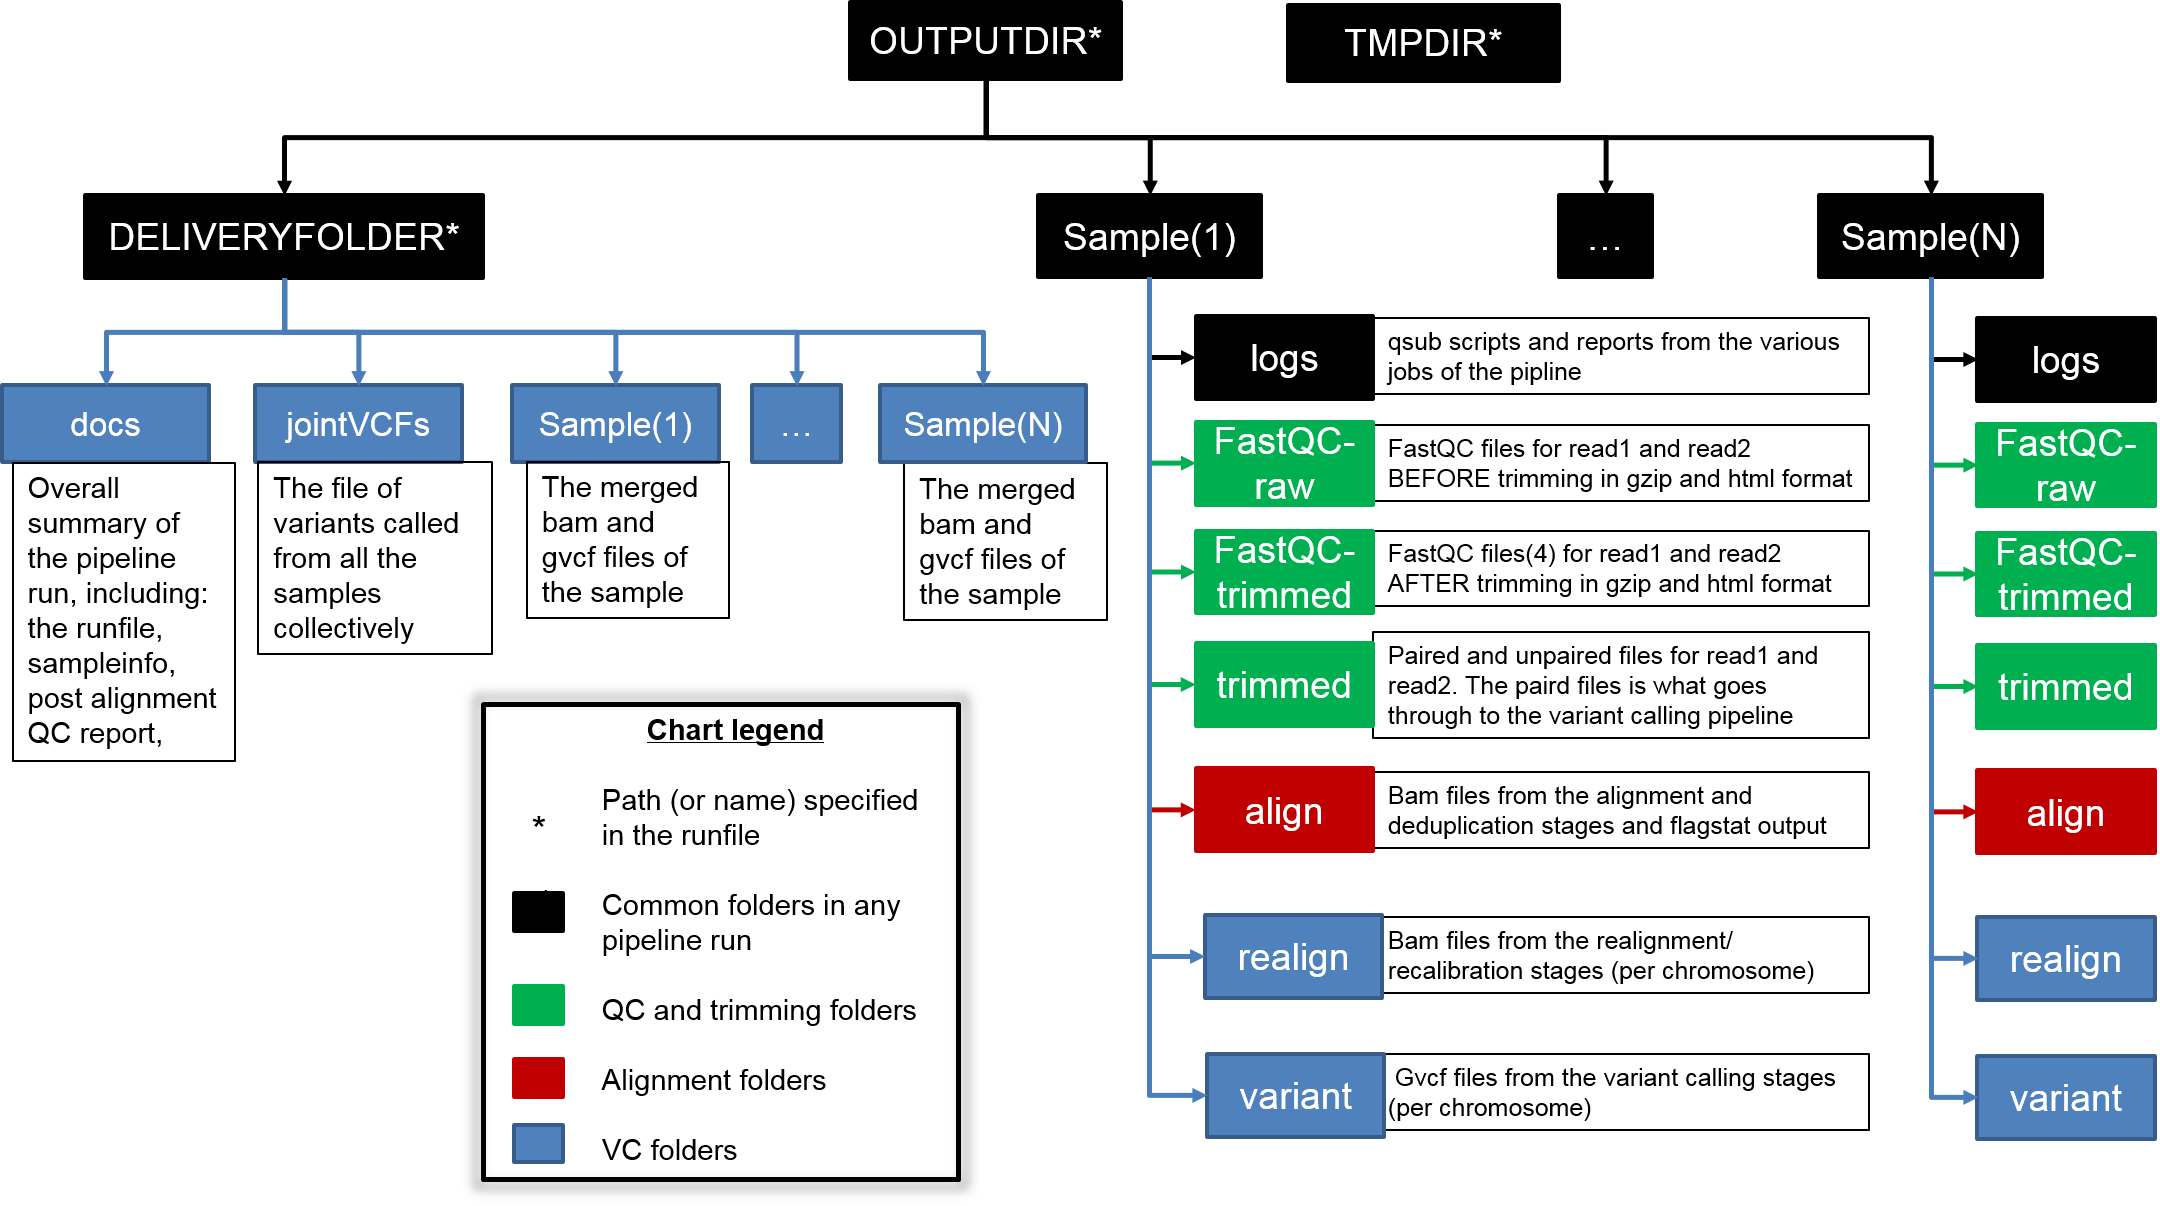 OUTPUTDIR*
TMPDIR*
DELIVERYFOLDER*
Sample(1)
...
Sample(N)
docs
jointVCFs
Sample(1)
...
Sample(N)
Overall
summary of
the pipeline
run, including:
the runfile,
sampleinfo,
post alignment
QC report,
The file of
variants called
from all the
samples
collectively
The merged
bam and
gvcf files of
the sample
The merged
bam and
gvcf files of
the sample
logs
qsub scripts and reports from the various
jobs of the pipline
FastQC-
raw
FastQC files for read1 and read2
BEFORE trimming in gzip and html format
FastQC-
trimmed
FastQC files(4) for read1 and read2
AFTER trimming in gzip and html format
trimmed
Paired and unpaired files for read1 and
read2. The paird files is what goes
through to the variant calling pipeline
align
Bam files from the alignment and
deduplication stages and flagstat output
realign
Bam files from the realignment/
recalibration stages (per chromosome)
variant
Gvcf files from the variant calling stages
(per chromosome)
logs
FastQC-
raw
FastQC-
trimmed
trimmed
align
realign
variant
Chart legend
*
Path (or name) specified
in the runfile
Common folders in any
pipeline run
QC and trimming folders
Alignment folders
VC folders